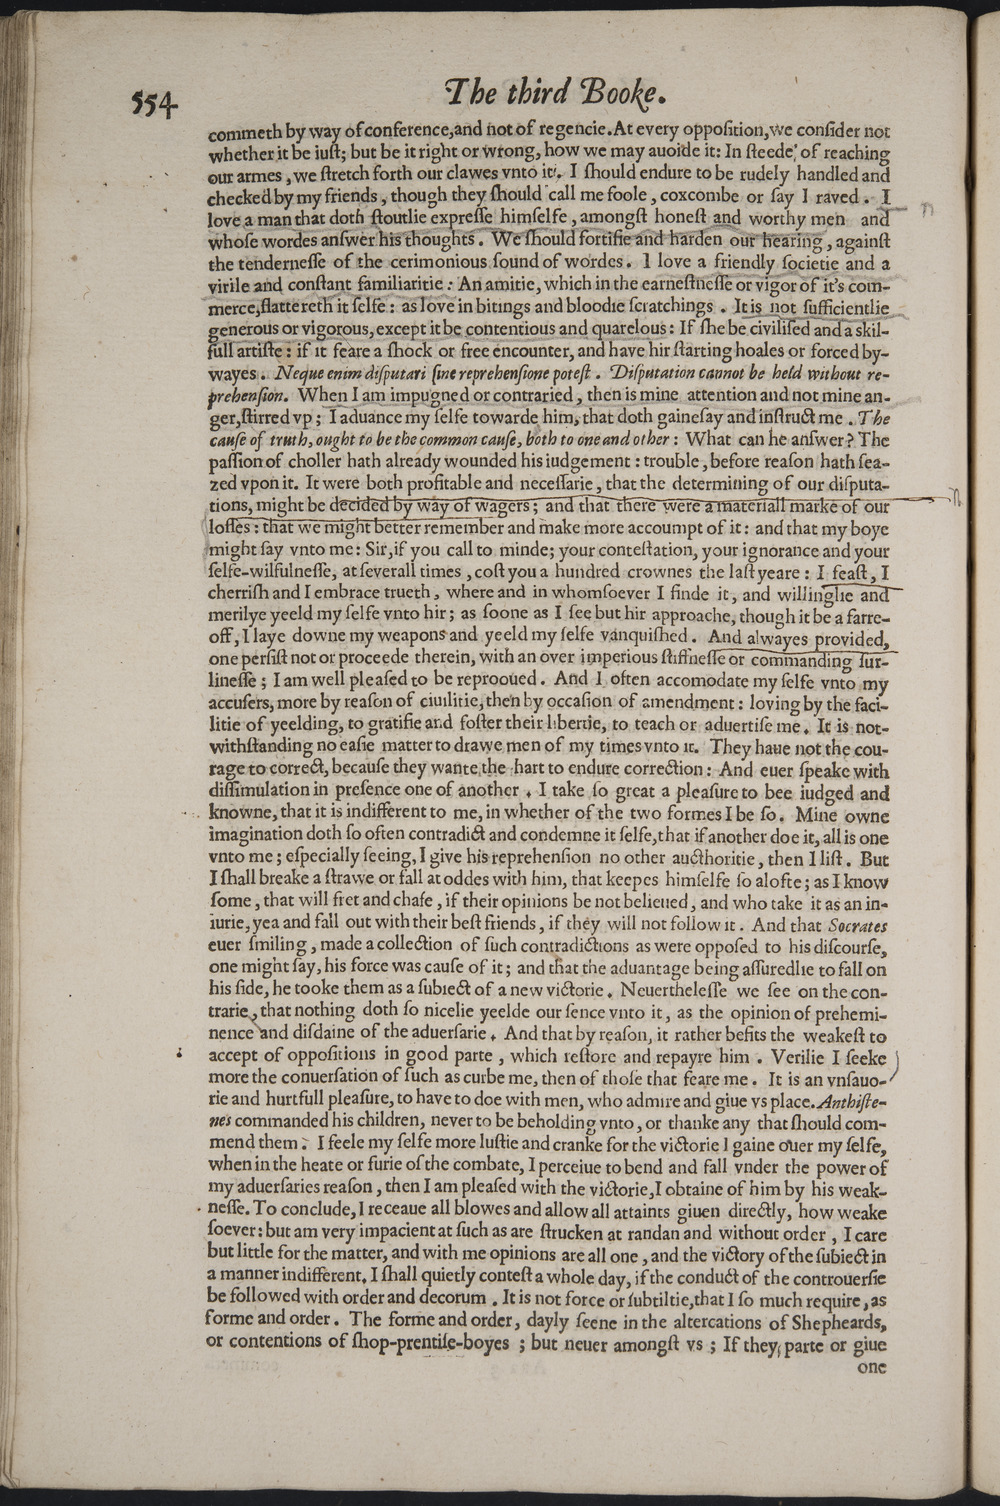 554
The third Booke.
commeth by way of conference,and not of regencie.At every oppoſition,we conſider not
whether it be iuſt; but be it right or wrong, how we may auoide it: In ſteede of reaching
our armes , we ſtretch forth our clawes vnto it. I ſhould endure to be rudely handled and
checked by my friends , though they ſhould call me foole , coxcombe or ſay I raved . I
love a man that doth ſtoutlie expreſſe himſelfe , amongſt honeſt and worthy men and
whoſe wordes anſwer his thoughts . We ſhould fortifie and harden our hearing , againſt
the tenderneſſe of the cerimonious ſound of wordes. I love a friendly ſocietie and a
virile and conſtant familiaritie : An amitie, which in the earneſtneſſe or vigor of it's com-
merce,flattereth it ſelfe : as love in bitings and bloodie ſcratchings . It is not ſufficientlie
generous or vigorous, except it be contentious and quarelous : If ſhe be civiliſed and a skil-
full artiſte : if it feare a ſhock or free encounter, and have hir ſtarting hoales or forced by-
wayes . Neque enim diſputari ſine reprehenſione poteſt . Diſputation cannot be held without re-
prehenſion. When I am impugned or contraried , then is mine attention and not mine an-
ger,ſtirred vp ; I aduance my ſelfe towarde him, that doth gaineſay and inſtruct me . The
cauſe of truth, ought to be the common cauſe, both to one and other : What can he anſwer ? The
paſſion of choller hath already wounded his iudgement : trouble , before reaſon hath ſea-
zed vpon it. It were both profitable and neceſſarie , that the determining of our diſputa-
tions, might be decided by way of wagers ; and that there were a materiall marke of our
loſſes : that we might better remember and make more accoumpt of it : and that my boye
might ſay vnto me : Sir,if you call to minde; your conteſtation, your ignorance and your
ſelfe-wilfulneſſe, at ſeverall times , coſt you a hundred crownes the laſt yeare : I feaſt , I
cherriſh and I embrace trueth , where and in whomſoever I finde it, and willinglie and
merilye yeeld my ſelfe vnto hir ; as ſoone as I ſee but hir approache, though it be a farre-
off, I laye downe my weapons and yeeld my ſelfe vanquiſhed . And alwayes provided,
one perſiſt not or proceede therein, with an over imperious ſtiffneſſe or commanding ſur-
lineſſe ; I am well pleaſed to be reprooued . And I often accomodate my ſelfe vnto my
accuſers, more by reaſon of ciuilitie, then by occaſion of amendment : loving by the faci-
litie of yeelding, to gratifie and foſter their libertie, to teach or aduertiſe me . It is not-
withſtanding no eaſie matter to drawe men of my times vnto it. They haue not the cou-
rage to correct, becauſe they wante the hart to endure correction : And euer ſpeake with
diſſimulation in preſence one of another . I take ſo great a pleaſure to bee iudged and
knowne, that it is indifferent to me, in whether of the two formes I be ſo . Mine owne
imagination doth ſo often contradict and condemne it ſelfe,that if another doe it, all is one
vnto me ; eſpecially ſeeing, I give his reprehenſion no other aucthoritie , then I liſt . But
I ſhall breake a ſtrawe or fall at oddes with him, that keepes himſelfe ſo alofte ; as I know
ſome , that will fret and chafe , if their opinions be not belieued , and who take it as an in-
iurie, yea and fall out with their beſt friends , if they will not follow it . And that Socrates
euer ſmiling , made a collection of ſuch contradictions as were oppoſed to his diſcourſe,
one might ſay, his force was cauſe of it ; and that the aduantage being aſſuredlie to fall on
his ſide, he tooke them as a ſubiect of a new victorie . Neuertheleſſe we ſee on the con-
trarie , that nothing doth ſo nicelie yeelde our ſence vnto it , as the opinion of prehemi-
nence and diſdaine of the aduerſarie . And that by reaſon, it rather befits the weakeſt to
accept of oppoſitions in good parte , which reſtore and repayre him . Verilie I ſeeke
more the conuerſation of ſuch as curbe me, then of thoſe that feare me . It is an vnſauo-
rie and hurtfull pleaſure, to have to doe with men, who admire and giue vs place. Anthiſte-
nes commanded his children, never to be beholding vnto, or thanke any that ſhould com-
mend them. I feele my ſelfe more luſtie and cranke for the victorie I gaine ouer my ſelfe,
when in the heate or furie of the combate, I perceiue to bend and fall vnder the power of
my aduerſaries reaſon , then I am pleaſed with the victorie,I obtaine of him by his weak-
neſſe. To conclude,I receaue all blowes and allow all attaints giuen directly, how weake
ſoever : but am very impacient at ſuch as are ſtrucken at randan and without order , I care
but little for the matter, and with me opinions are all one , and the victory of the ſubiect in
a manner indifferent. I ſhall quietly conteſt a whole day, if the conduct of the controuerſie
be followed with order and decorum . It is not force or ſubtiltie,that I ſo much require , as
forme and order . The forme and order, dayly ſeene in the altercations of Shepheards,
or contentions of ſhop-prentiſe-boyes ; but neuer amongſt vs ; If they parte or giue
one